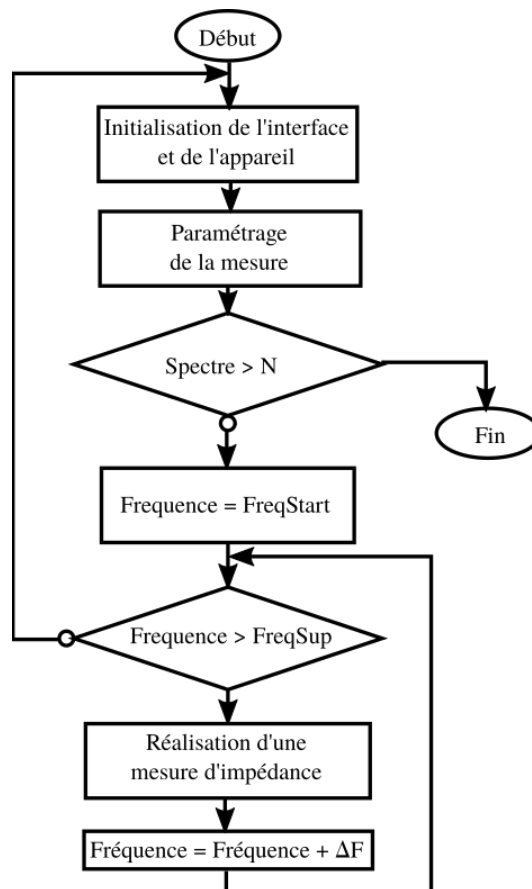 Début
Initialisation de l'interface
et de l'appareil
Paramétrage
de la mesure
Spectre > N
Fin
Frequence = FreqStart
Frequence > FreqSup
Réalisation d'une
mesure d'impédance
Fréquence = Fréquence + ΔF